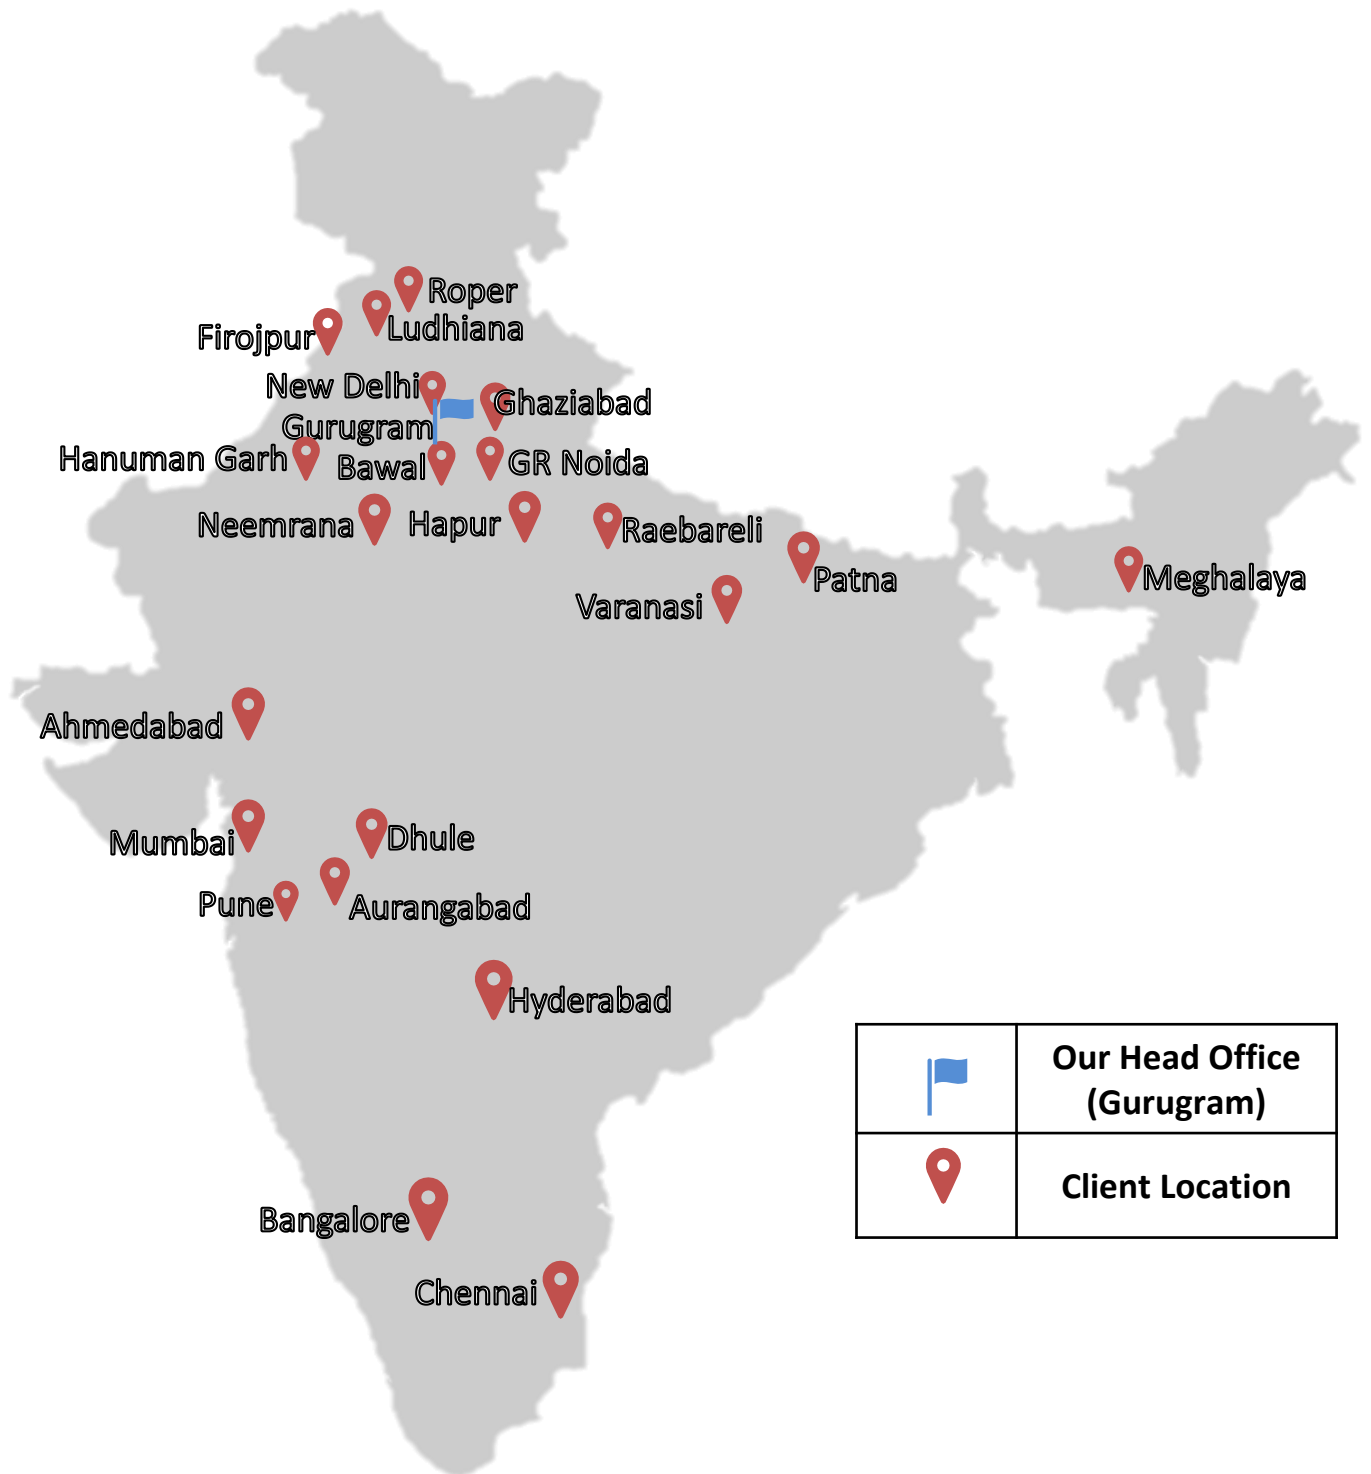 Roper
Ludhiana
Firojpur
New Delhi
Ghaziabad
Gurugram
Hanuman Garh
Bawal
GR Noida
Neemrana
Hapur
Raebareli
Patna
Meghalaya
Varanasi
Ahmedabad
Mumbai
Dhule
Pune
Aurangabad
Hyderabad
Our Head Office
(Gurugram)
Client Location
Bangalore
Chennai